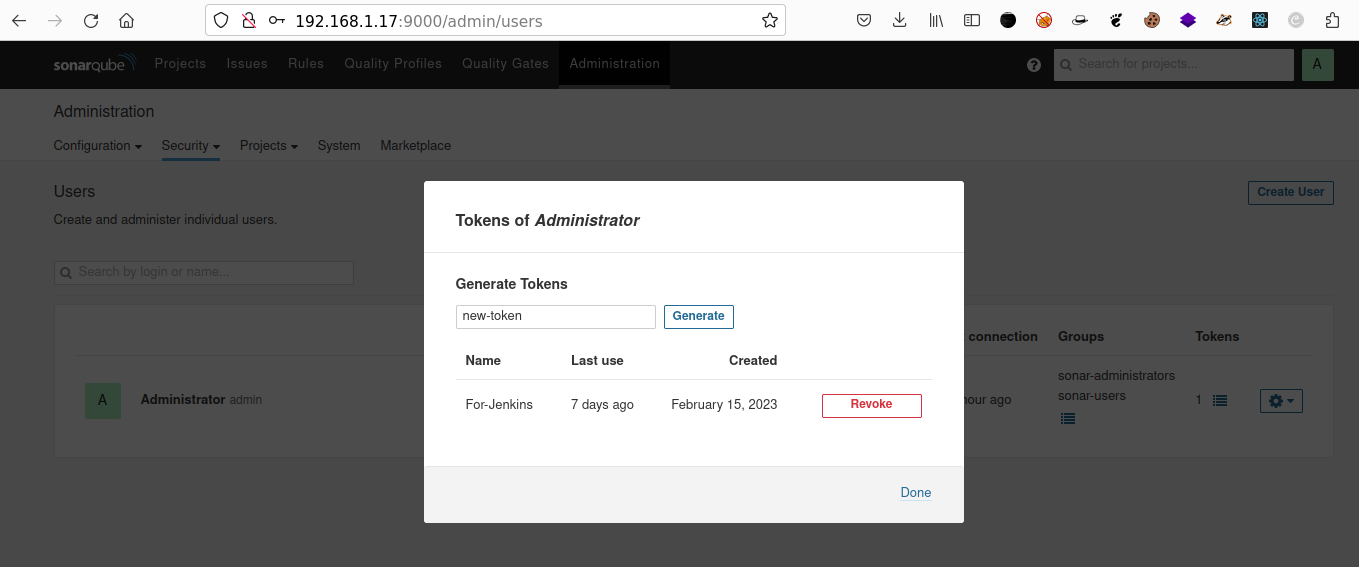 192.168.1.17:9000/admin/users
sonarqube Projects Issues Rules Quality Profiles Quality Gates Administration ? Search for projects... A
Administration
Configuration Security Projects System Marketplace
Users
Create User
Create and administer individual users.
Search by login or name...
connection Groups Tokens
A Administrator admin
hour ago
sonar-administrators
sonar-users
1
Tokens of Administrator
Generate Tokens
new-token Generate
Name Last use Created
For-Jenkins 7 days ago February 15, 2023 Revoke
Done